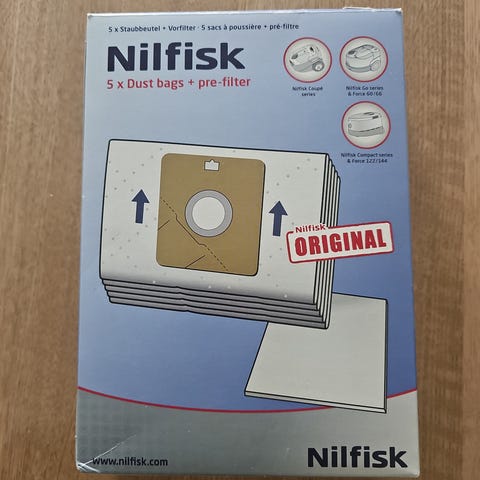 5 x Staubbeutel • Vorfilter · 5 sacs à poussière • pré-filtre
Nilfisk
5 x Dust bags + pre-filter
Nilfisk Coupé
series
Nilfisk Go series
& Force 60/66
Nilfisk Compact series
& Force 122/144
Nilfisk
ORIGINAL
www.nilfisk.com
Nilfisk